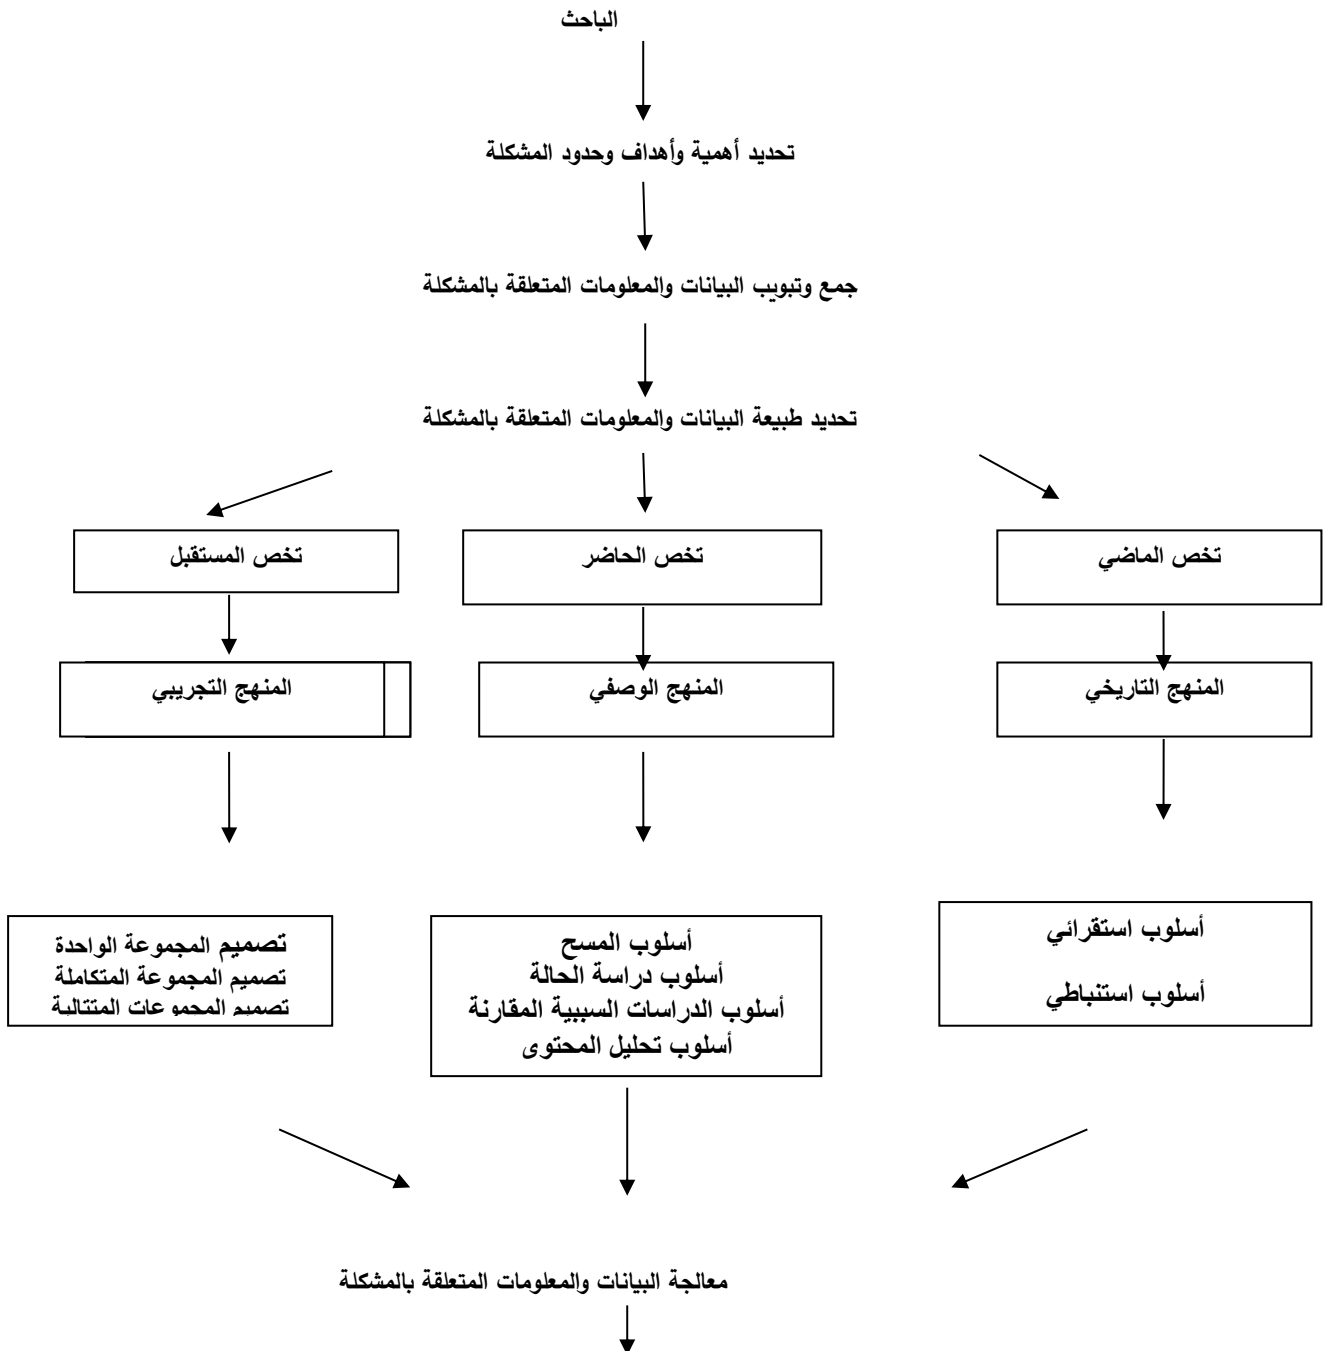 الباحث
تحديد أهمية وأهداف وحدود المشكلة
جمع وتبويب البيانات والمعلومات المتعلقة بالمشكلة
تحديد طبيعة البيانات والمعلومات المتعلقة بالمشكلة
تخص الماضي
تخص الحاضر
تخص المستقبل
المنهج التاريخي
المنهج الوصفي
المنهج التجريبي
أسلوب استقرائي
أسلوب استنباطي
أسلوب المسح
أسلوب دراسة الحالة
أسلوب الدراسات السببية المقارنة
أسلوب تحليل المحتوى
تصميم المجموعة الواحدة
تصميم المجموعة المتكاملة
تصميم المجموعات المتتالية
معالجة البيانات والمعلومات المتعلقة بالمشكلة